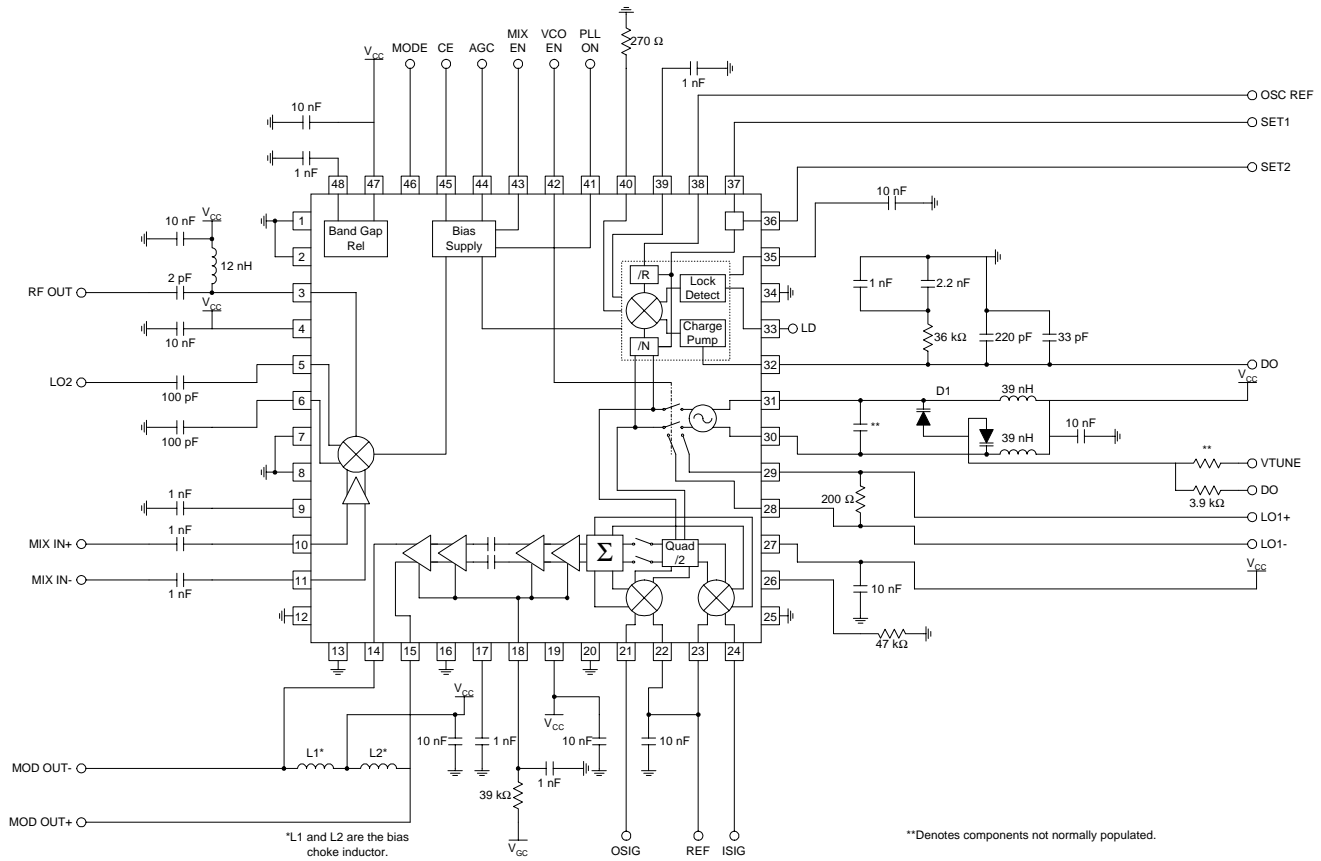 270 Ω
MIX VCO PLL
MODE CE AGC EN EN ON
VCC
1 nF
OSC REF
10 nF
SET1
1 nF
SET2
48 47 46 45 44 43 42 41 40 39 38 37
10 nF
VCC
10 nF
1
Band Gap
Rel
Bias
Supply
36
2
35
12 nH
2 pF
/R
Lock
Detect
1 nF
2.2 nF
RF OUT
3
34
VCC
Charge
Pump
4
33
LD
36 kΩ
220 pF
33 pF
10 nF
/N
5
32
DO
LO2
100 pF
VCC
D1
39 nH
6
31
100 pF
**
10 nF
7
30
39 nH
**
8
29
VTUNE
200 Ω
3.9 kΩ
DO
1 nF
9
28
LO1+
1 nF
MIX IN+
10
Σ
Quad
/2
27
LO1-
VCC
MIX IN-
11
26
10 nF
1 nF
12
25
47 kΩ
13 14 15 16 17 18 19 20 21 22 23 24
VCC
VCC
L1*
L2*
10 nF
1 nF
10 nF
10 nF
MOD OUT-
1 nF
39 kΩ
MOD OUT+
*L1 and L2 are the bias
choke inductor.
VGC
OSIG
REF
ISIG
**Denotes components not normally populated.